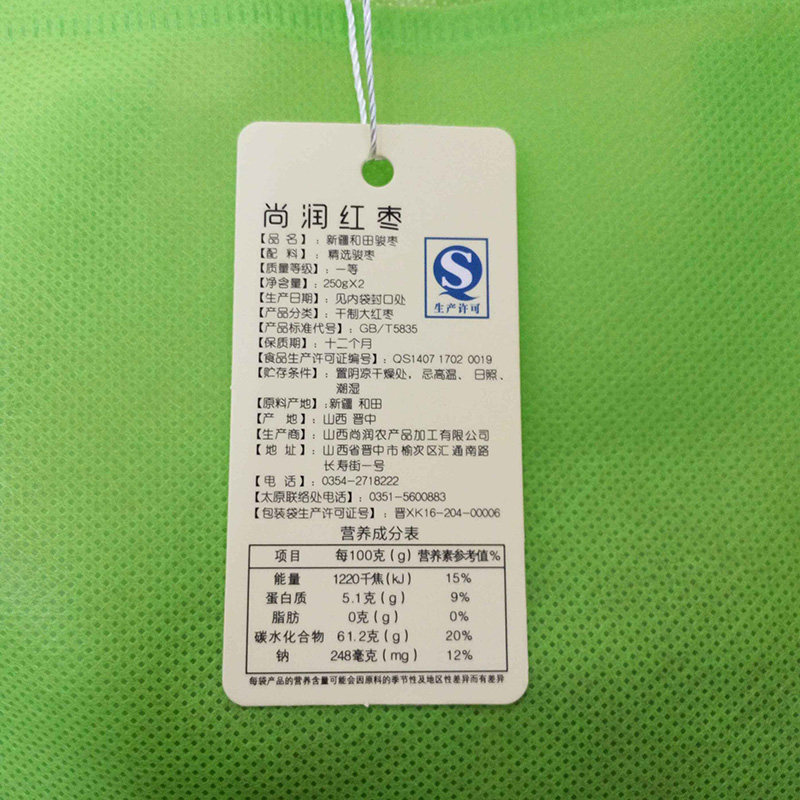 尚润红枣
【品 名】：新疆和田骏枣
【配 料】：精选骏枣
【质量等级】：一等
【净含量】：250gX2
【生产日期】：见内袋封口处
【产品分类】：干制大红枣
【产品标准代号】：GB/T5835
【保质期】：十二个月
【食品生产许可证编号】：QS1407 1702 0019
【贮存条件】：置阴凉干燥处，忌高温、日照、
潮湿
【原料产地】:新疆 和田
【产 地】：山西 晋中
【生产商】：山西尚润农产品加工有限公司
【地 址】：山西省晋中市榆次区汇通南路
长寿街一号
【电 话】：0354-2718222
【太原联络处电话】：0351-5600883
【包装袋生产许可证号】：晋XK16-204-00006
生产许可
营养成分表
项目 每100克(g) 营养素参考值%
能量 1220千焦(kJ) 15%
蛋白质 5.1克(g) 9%
脂肪 0克(g) 0%
碳水化合物 61.2克(g) 20%
钠 248毫克(mg) 12%
每袋产品的营养含量可能会因原料的季节性及地区性差异而有差异